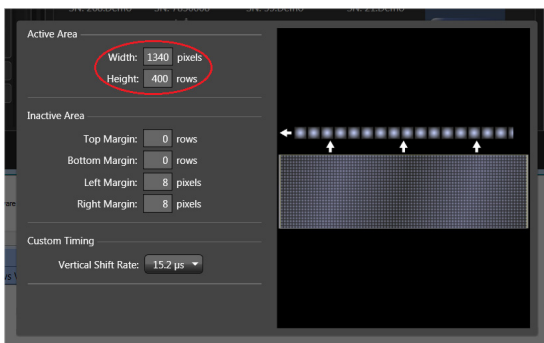 Active Area
Width: 1340 pixels
Height: 400 rows
Inactive Area
Top Margin: 0 rows
Bottom Margin: 0 rows
Left Margin: 8 pixels
Right Margin: 8 pixels
Custom Timing
Vertical Shift Rate: 15.2 µs